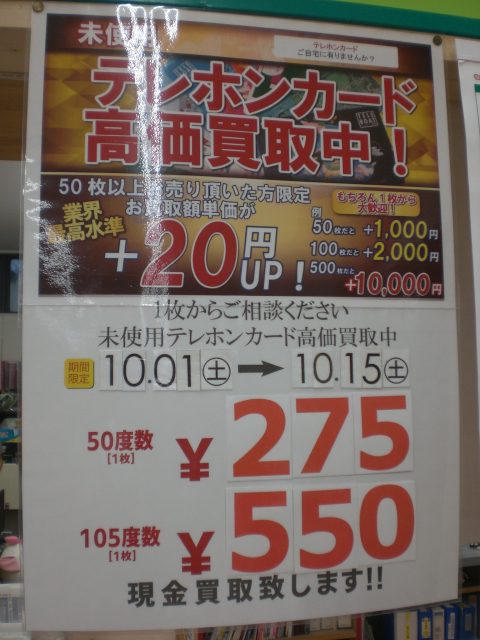 未使用
テレホンカード
ご自宅に有りませんか?
テレホンカード
高価買取中!
50枚以上お売り頂いた方限定
業界
最高水準
お買取額単価が
+20円UP!
もちろん1枚から
大歓迎!
例
50枚だと +1,000円
100枚だと +2,000円
500枚だと +10,000円
1枚からご相談ください
未使用テレホンカード高価買取中
期間
限定
10.01㊏→10.15㊏
50度数
[1枚]
¥275
105度数
[1枚]
¥550
現金買取致します!!